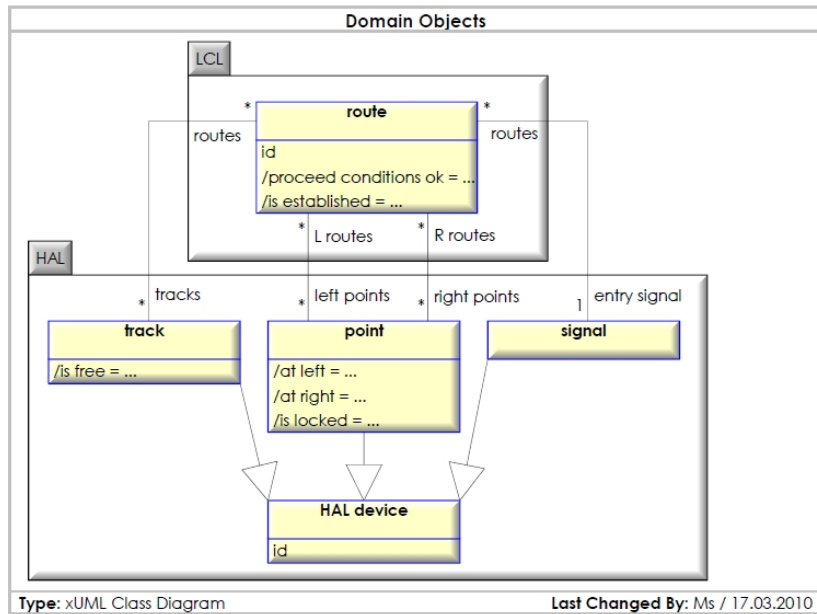 Domain Objects
LCL
route
* *
routes routes
id
/proceed conditions ok = ...
/is established = ...
* L routes * R routes
HAL
* tracks * left points * right points 1 entry signal
track point signal
/is free = ... /at left = ...
/at right = ...
/is locked = ...
HAL device
id
Type: xUML Class Diagram Last Changed By: Ms / 17.03.2010